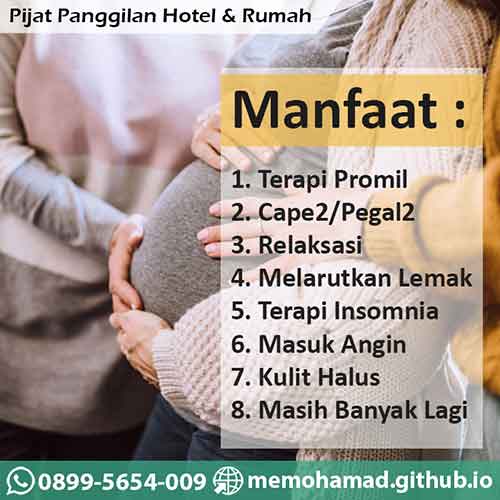 Pijat Panggilan Hotel & Rumah
Manfaat :
1. Terapi Promil
2. Cape2/Pegal2
3. Relaksasi
4. Melarutkan Lemak
5. Terapi Insomnia
6. Masuk Angin
7. Kulit Halus
8. Masih Banyak Lagi
0899-5654-009 memohamad.github.io